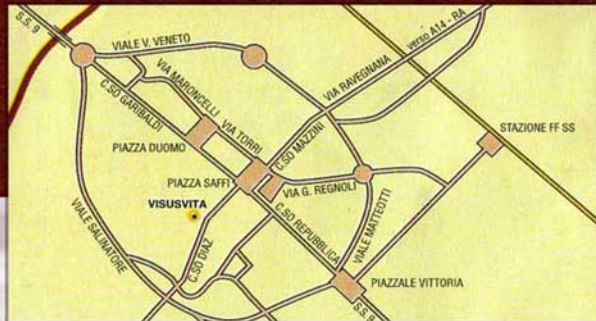 S.S. 9
VIALE V. VENETO
VIA MARONCELLI
C.SO GARIBALDI
VIA TORRI
C.SO MAZZINI
VIA RAVEGNANA
verso A14 - RA
STAZIONE FF SS
PIAZZA DUOMO
PIAZZA SAFFI
VIA G. REGNOLI
VISUSVITA
C.SO REPUBBLICA
VIALE MATTEOTTI
VIALE SALINATORE
C.SO DIAZ
PIAZZALE VITTORIA
S.S. 9